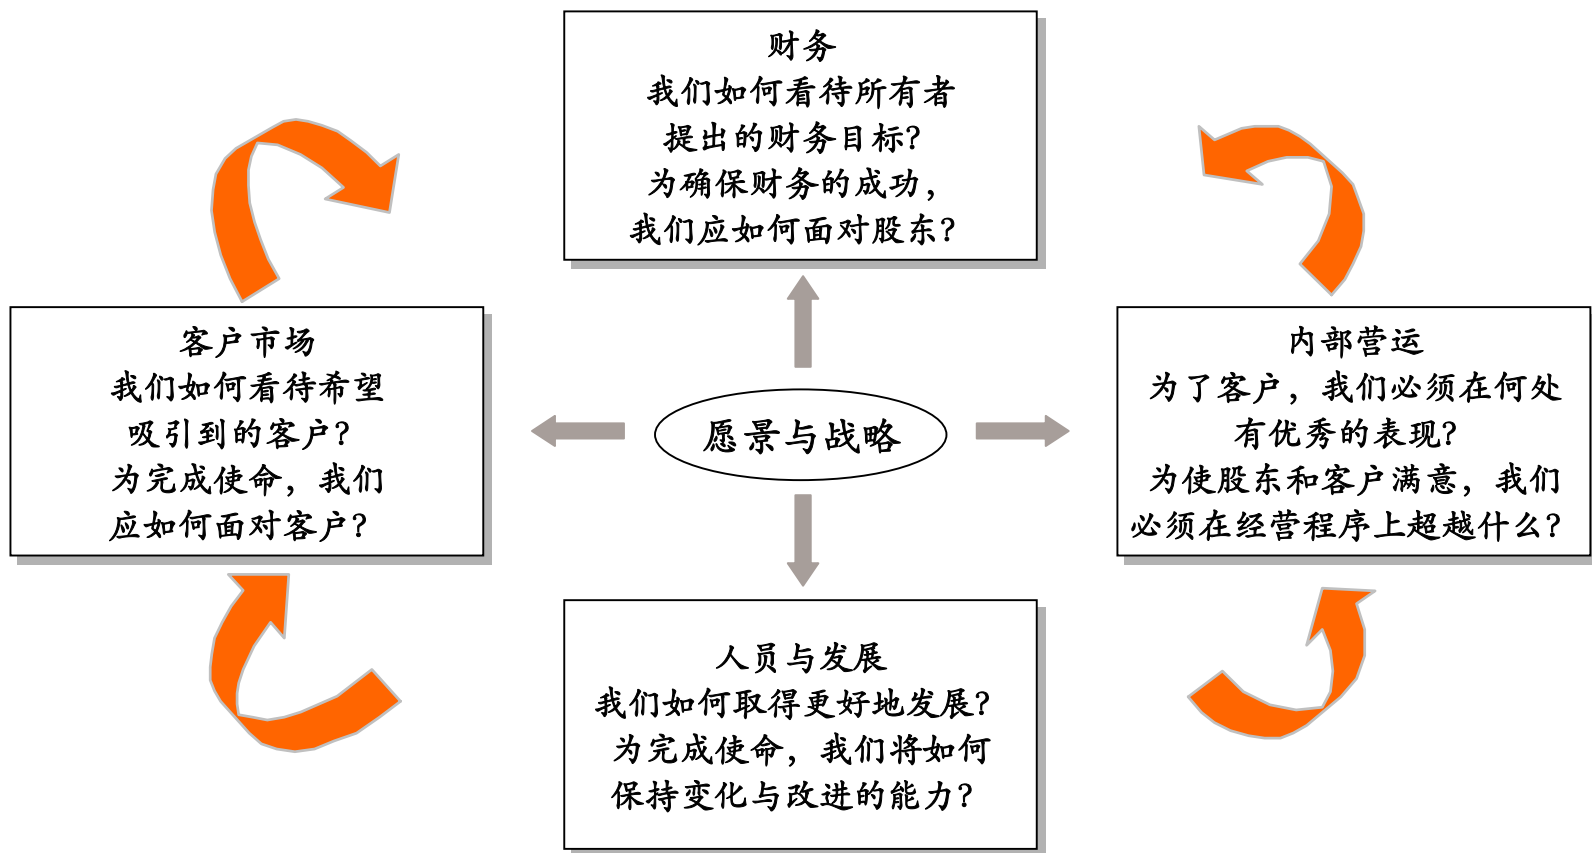 财务
我们如何看待所有者
提出的财务目标?
为确保财务的成功，
我们应如何面对股东?
客户市场
我们如何看待希望
吸引到的客户?
为完成使命，我们
应如何面对客户?
愿景与战略
内部营运
为了客户，我们必须在何处
有优秀的表现?
为使股东和客户满意，我们
必须在经营程序上超越什么?
人员与发展
我们如何取得更好地发展?
为完成使命，我们将如何
保持变化与改进的能力?